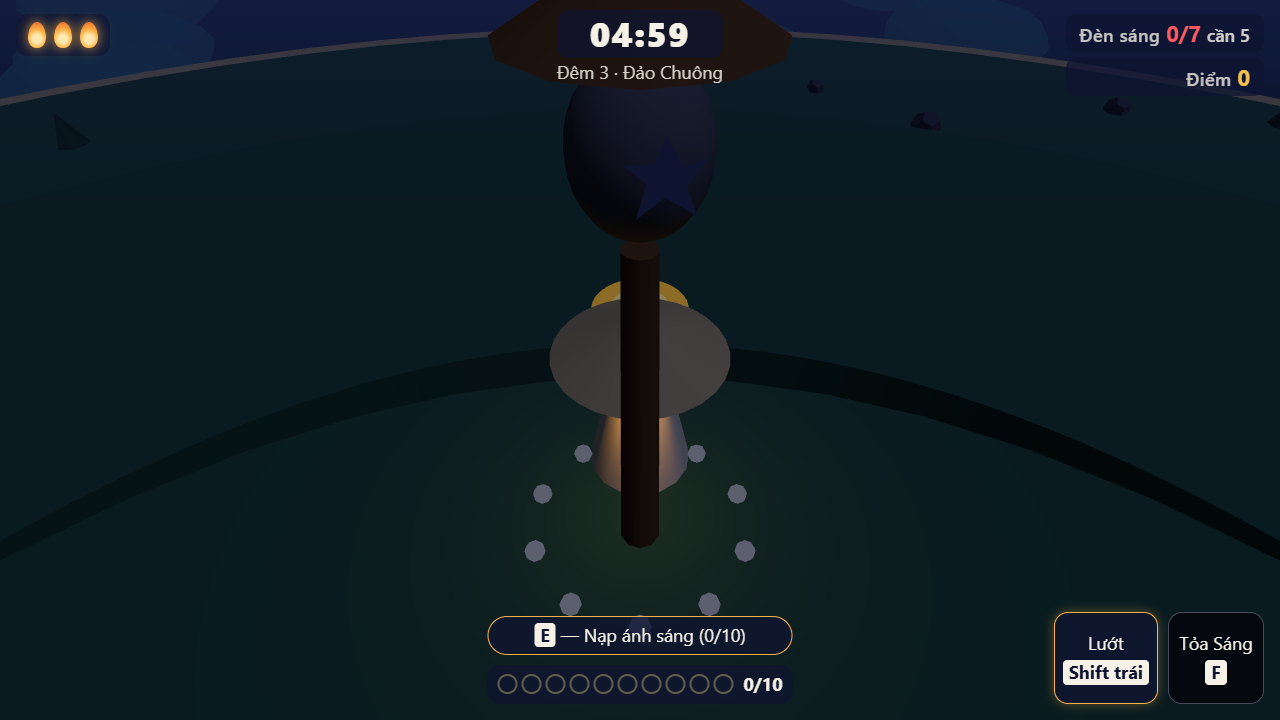 04:59
Đêm 3 · Đảo Chuông
Đèn sáng 0/7 cần 5
Điểm 0
E — Nạp ánh sáng (0/10)
0/10
Lướt
Shift trái
Tỏa Sáng
F